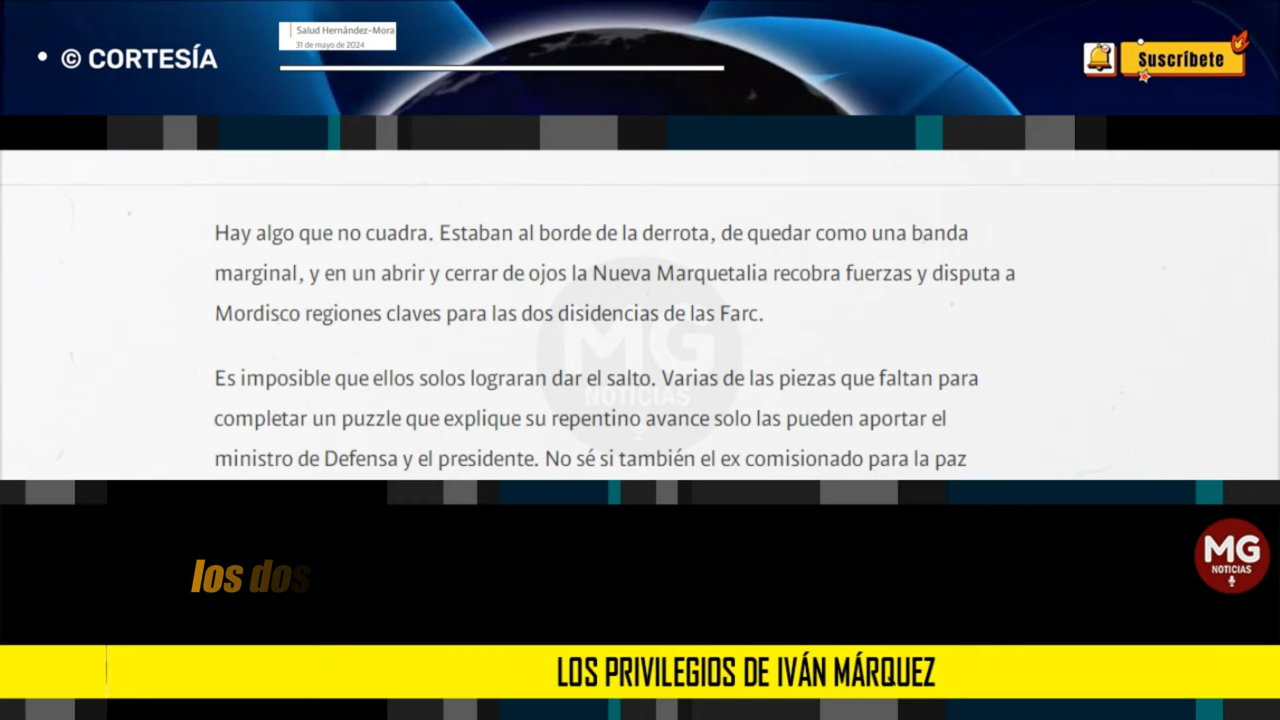 Salud Hernández-Mora
31 de mayo de 2024
• © CORTESÍA
Suscríbete
Hay algo que no cuadra. Estaban al borde de la derrota, de quedar como una banda
marginal, y en un abrir y cerrar de ojos la Nueva Marquetalia recobra fuerzas y disputa a
Mordisco regiones claves para las dos disidencias de las Farc.
Es imposible que ellos solos lograran dar el salto. Varias de las piezas que faltan para
completar un puzzle que explique su repentino avance solo las pueden aportar el
ministro de Defensa y el presidente. No sé si también el ex comisionado para la paz
MG
NOTICIAS
los dos
MG
NOTICIAS
LOS PRIVILEGIOS DE IVÁN MÁRQUEZ